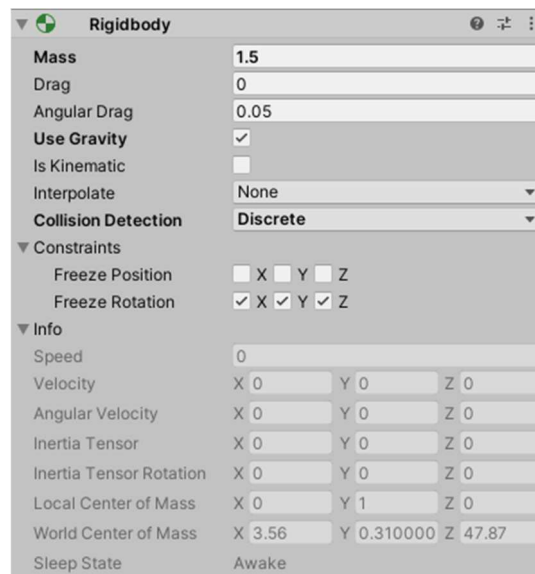 Rigidbody
Mass 1.5
Drag 0
Angular Drag 0.05
Use Gravity
Is Kinematic
Interpolate None
Collision Detection Discrete
Constraints
Freeze Position X Y Z
Freeze Rotation X Y Z
Info
Speed 0
Velocity X 0 Y 0 Z 0
Angular Velocity X 0 Y 0 Z 0
Inertia Tensor X 0 Y 0 Z 0
Inertia Tensor Rotation X 0 Y 0 Z 0
Local Center of Mass X 0 Y 1 Z 0
World Center of Mass X 3.56 Y 0.310000 Z 47.87
Sleep State Awake